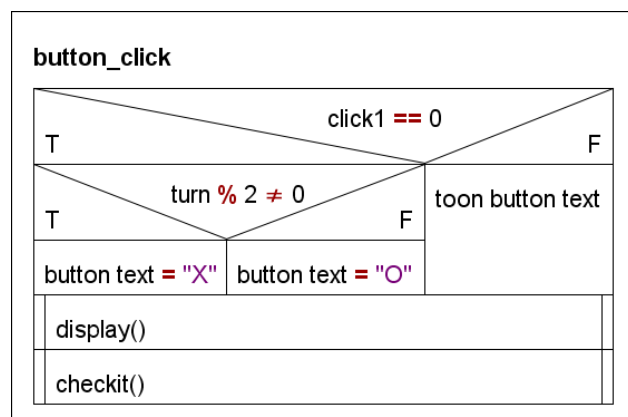 button_click
click1 == 0
T
F
turn % 2 ≠ 0
toon button text
T
F
button text = "X"
button text = "O"
display()
checkit()